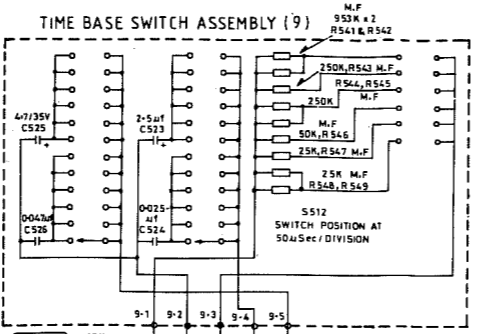 TIME BASE SWITCH ASSEMBLY (9)
M.F
953K x 2
R541 & R542
250K, R543 M.F
R544, R545
250K
M.F
50K, R546
25K, R547 M.F
25K M.F
R548, R549
4·7/35V
C525
+
2·5µf
C523
+
0·047µf
C526
0·025-
µf
C524
S512
SWITCH POSITION AT
50µSec/DIVISION
9-1 9-2 9-3 9-4 9-5